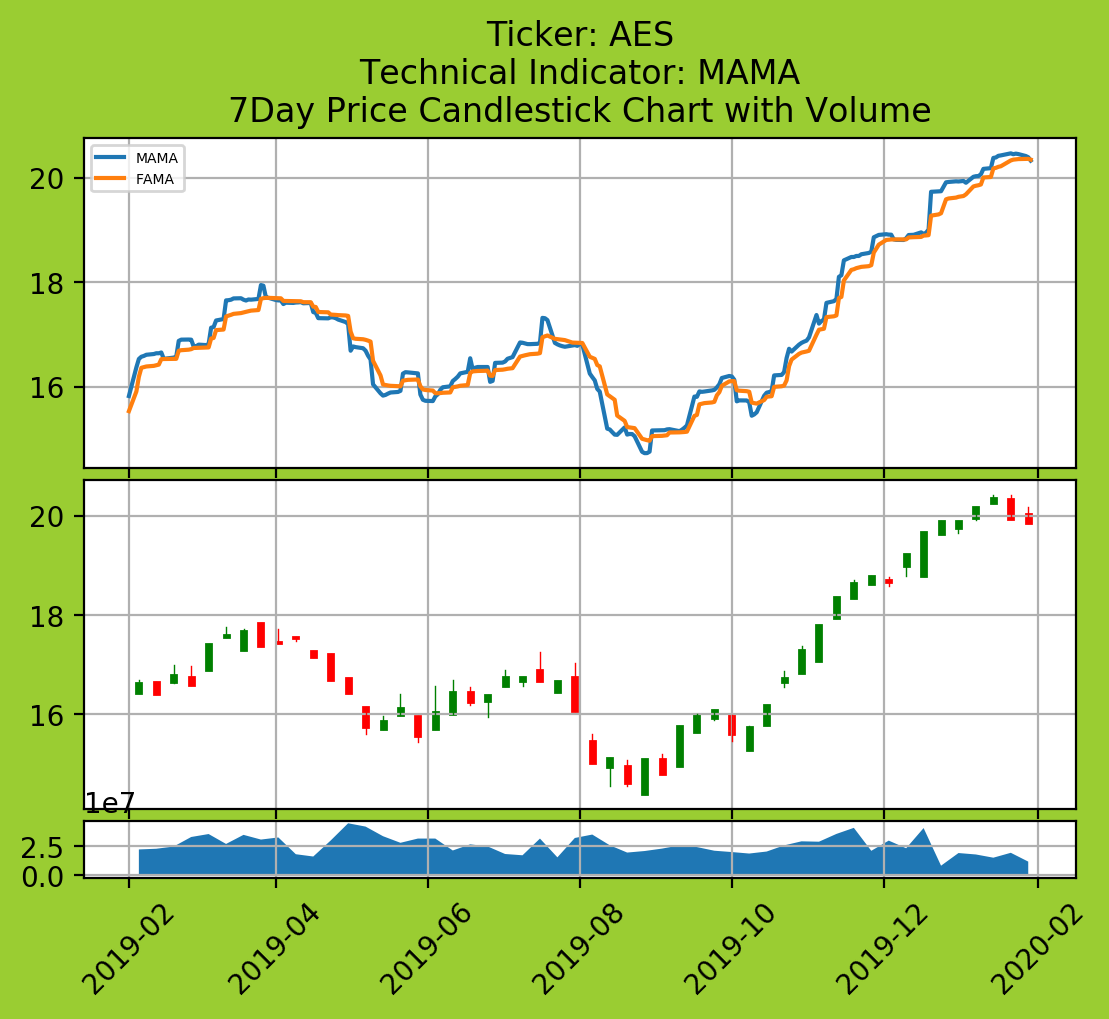 Ticker: AES
Technical Indicator: MAMA
7Day Price Candlestick Chart with Volume
MAMA
FAMA
20
18
16
20
18
16
1e7
2.5
0.0
2019-02
2019-04
2019-06
2019-08
2019-10
2019-12
2020-02